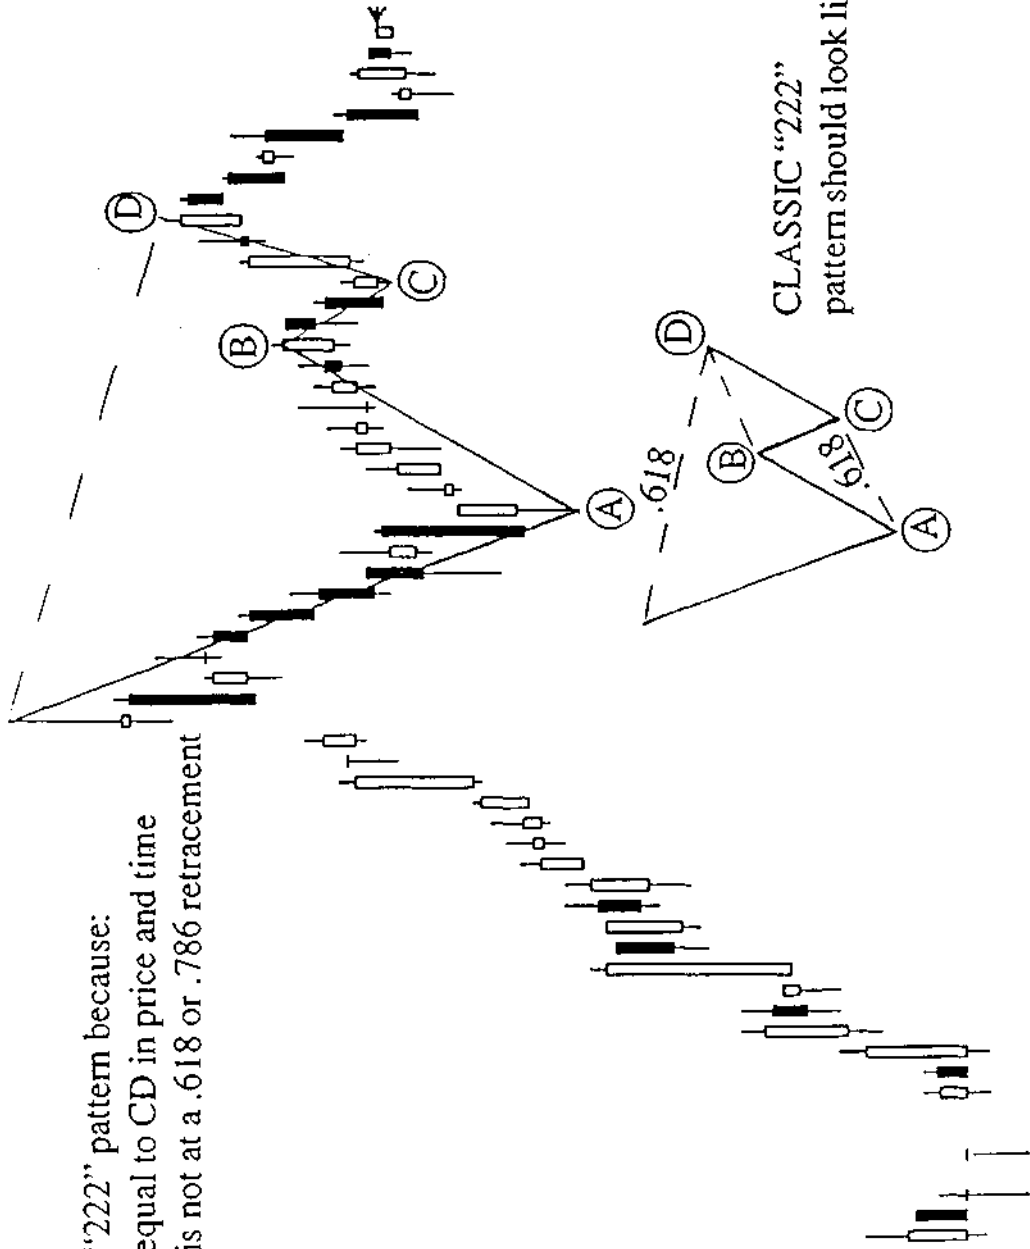 "222" pattern because:
equal to CD in price and time
is not at a .618 or .786 retracement
D
B
C
A
CLASSIC "222"
pattern should look li
D
.618
B
.618
C
A